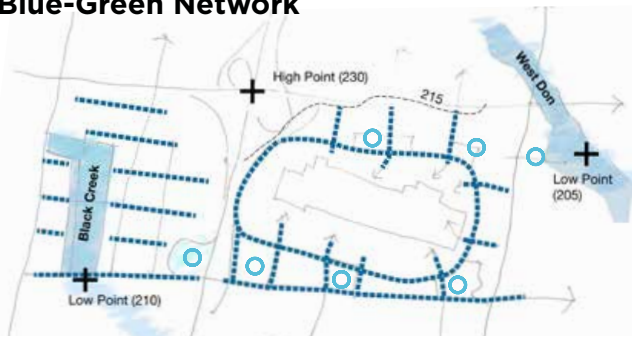 Blue-Green Network
High Point (230)
215
West Don
Low Point
(205)
Black Creek
Low Point (210)